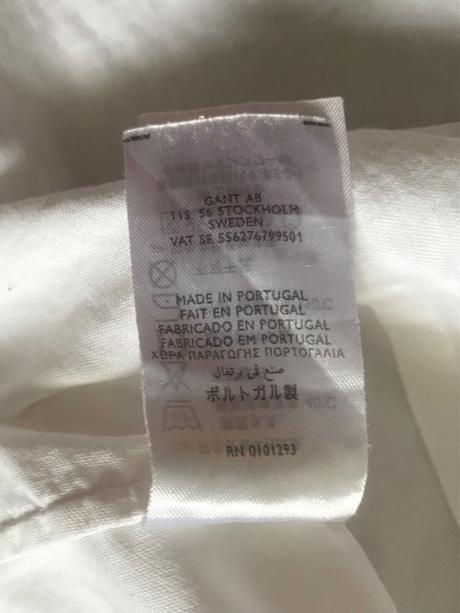 GANT AB
115 56 STOCKHOLM
SWEDEN
VAT SE 556276799501
MADE IN PORTUGAL
FAIT EN PORTUGAL
FABRICADO EN PORTUGAL
FABRICADO EM PORTUGAL
ΧΩΡΑ ΠΑΡΑΓΩΓΗΣ ΠΟΡΤΟΓΑΛΙΑ
صنع في برتغال
ポルトガル製
RN 0101293